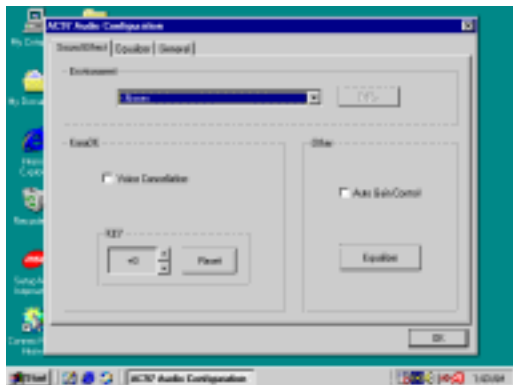 AC97 Audio Configuration
Sound Effect
Equalizer
General
Environment
<None>
KaraOK
Other
Voice Cancellation
Auto Gain Control
KEY
+0
Reset
Equalizer
OK
Start
AC97 Audio Configuration